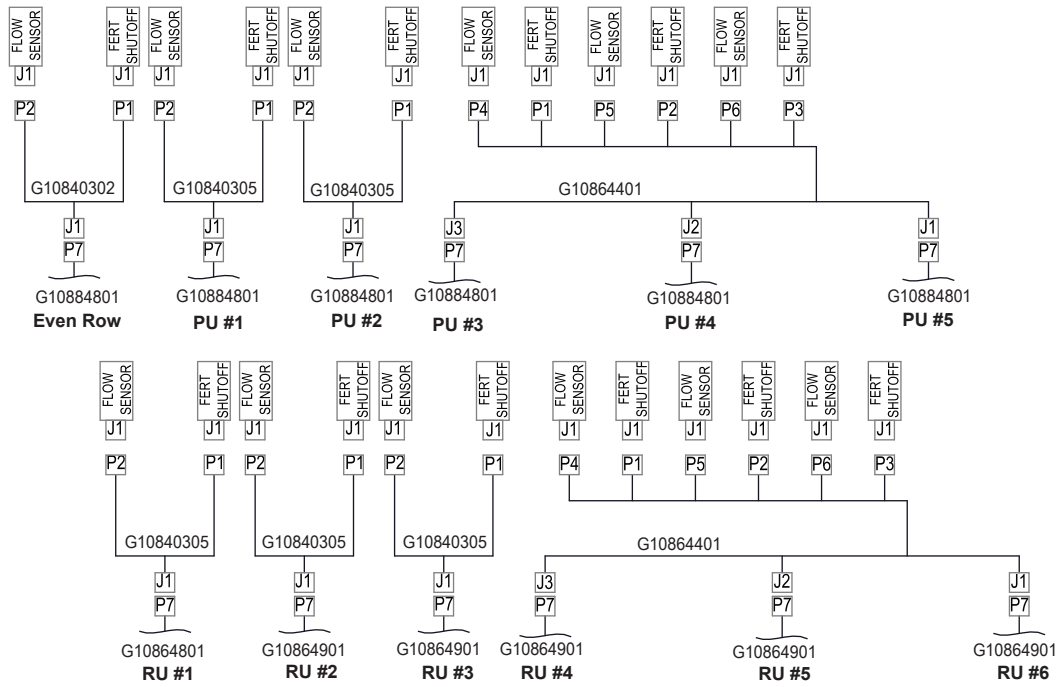 FLOW SENSOR FERT SHUTOFF FLOW SENSOR FERT SHUTOFF FLOW SENSOR FERT SHUTOFF FLOW SENSOR FERT SHUTOFF FLOW SENSOR FERT SHUTOFF FLOW SENSOR FERT SHUTOFF
J1 J1 J1 J1 J1 J1 J1 J1 J1 J1 J1 J1
P2 P1 P2 P1 P2 P1 P4 P1 P5 P2 P6 P3
G10840302 G10840305 G10840305 G10864401
J1 J1 J1 J3 J2 J1
P7 P7 P7 P7 P7 P7
G10884801 G10884801 G10884801 G10884801 G10884801 G10884801
Even Row PU #1 PU #2 PU #3 PU #4 PU #5
FLOW SENSOR FERT SHUTOFF FLOW SENSOR FERT SHUTOFF FLOW SENSOR FERT SHUTOFF FLOW SENSOR FERT SHUTOFF FLOW SENSOR FERT SHUTOFF FLOW SENSOR FERT SHUTOFF
J1 J1 J1 J1 J1 J1 J1 J1 J1 J1 J1 J1
P2 P1 P2 P1 P2 P1 P4 P1 P5 P2 P6 P3
G10840305 G10840305 G10840305 G10864401
J1 J1 J1 J3 J2 J1
P7 P7 P7 P7 P7 P7
G10864801 G10864901 G10864901 G10864901 G10864901 G10864901
RU #1 RU #2 RU #3 RU #4 RU #5 RU #6